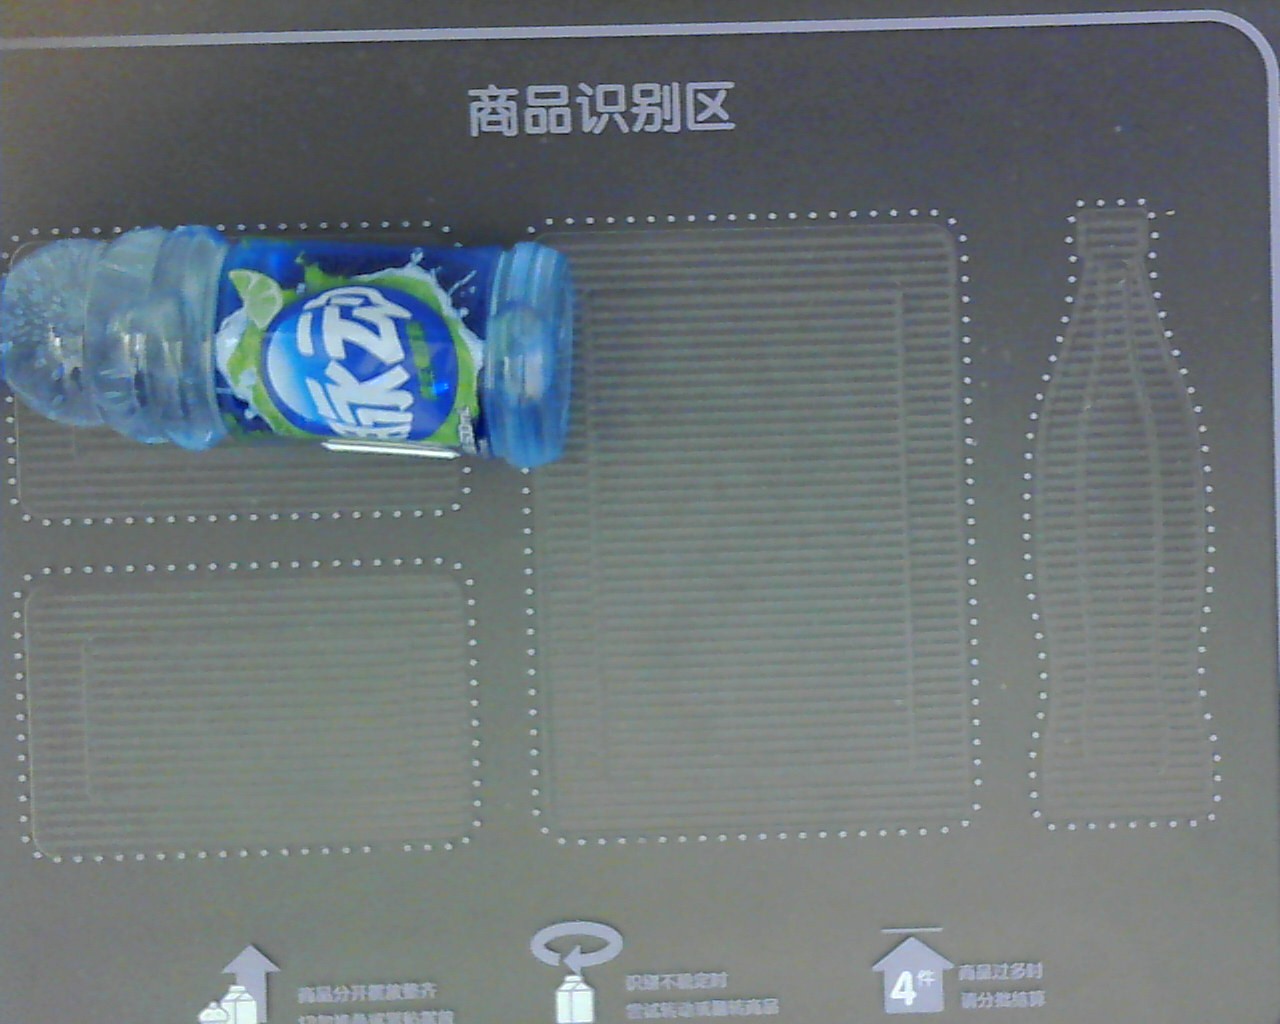 商品识别区
脉动
商品分开摆放整齐
识别不稳定时
尝试转动或翻转商品
4件
商品过多时
请分批结算